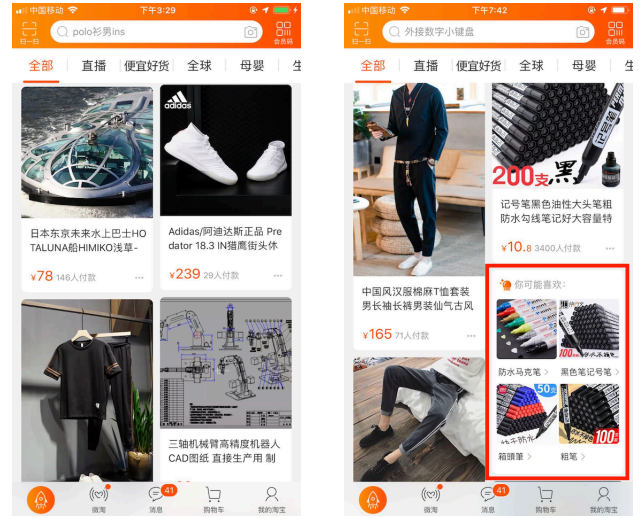 中国移动
下午3:29
扫一扫
polo衫男ins
会员码
全部
直播
便宜好货
全球
母婴
adidas
日本东京未来水上巴士HO
TALUNA船HIMIKO浅草-
¥78 146人付款
Adidas/阿迪达斯正品 Pre
dator 18.3 IN猎鹰街头休
¥239 29人付款
三轴机械臂高精度机器人
CAD图纸 直接生产用 制
微淘
41
消息
购物车
我的淘宝
中国移动
下午7:42
扫一扫
外接数字小键盘
会员码
全部
直播
便宜好货
全球
母婴
记号笔
200支黑
记号笔黑色油性大头笔粗
防水勾线笔记好大容量特
¥10.8 3400人付款
中国风汉服棉麻T恤套装
男长袖长裤男装仙气古风
¥165 71人付款
你可能喜欢:
100
防水马克笔 >
黑色笔记号笔 >
50支
100
箱頭筆 >
粗笔 >
微淘
41
消息
购物车
我的淘宝